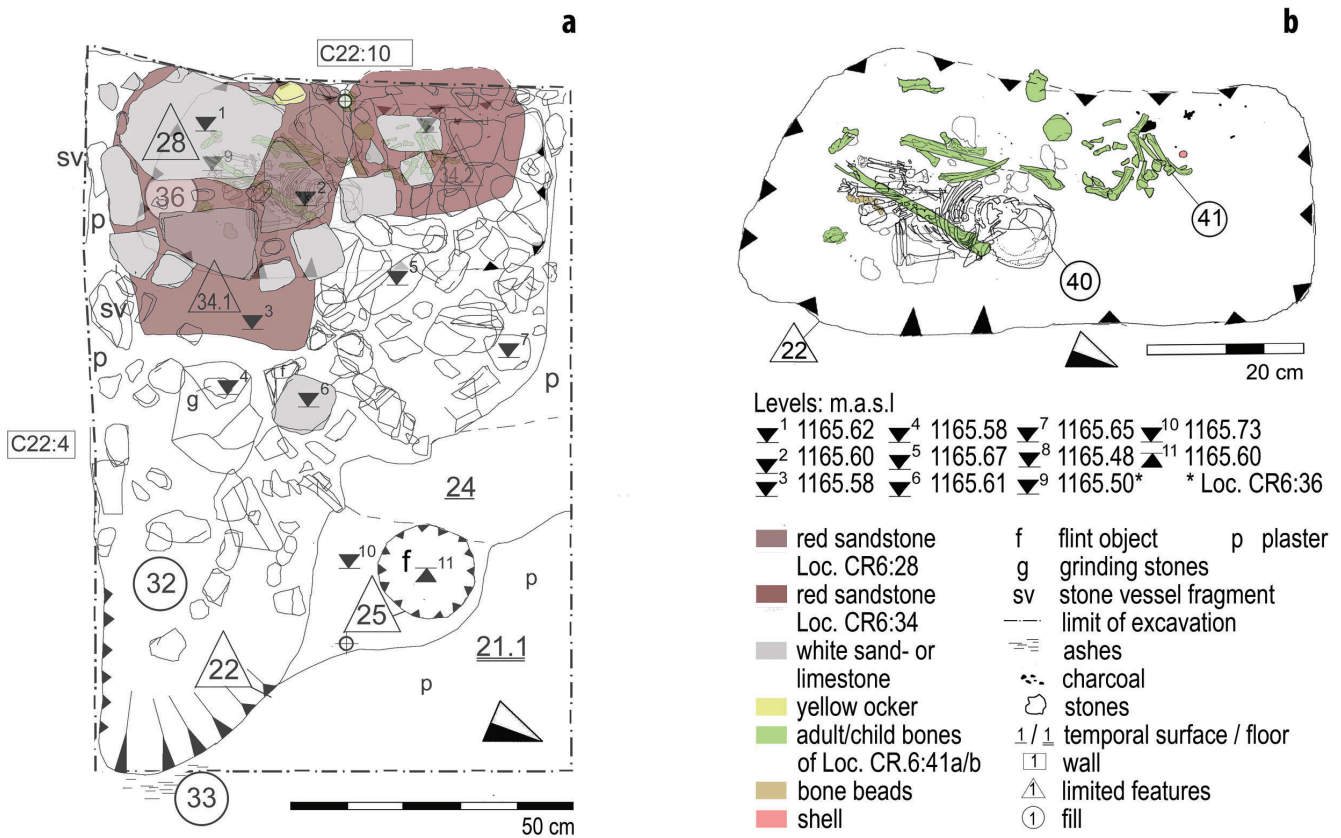 a
C22:10
1
28
sv
9
36
2
34.2
p
5
34.1
sv
3
7
p
4
f
6
g
p
C22:4
24
32
10
f
11
25
p
22
21.1
p
33
50 cm
b
41
40
22
20 cm
Levels: m.a.s.l
1 1165.62 4 1165.58 7 1165.65 10 1165.73
2 1165.60 5 1165.67 8 1165.48 11 1165.60
3 1165.58 6 1165.61 9 1165.50* * Loc. CR6:36
red sandstone
Loc. CR6:28
red sandstone
Loc. CR6:34
white sand- or
limestone
yellow ocker
adult/child bones
of Loc. CR.6:41a/b
bone beads
shell
f flint object p plaster
g grinding stones
sv stone vessel fragment
limit of excavation
ashes
charcoal
stones
1 / 1 temporal surface / floor
1 wall
1 limited features
1 fill